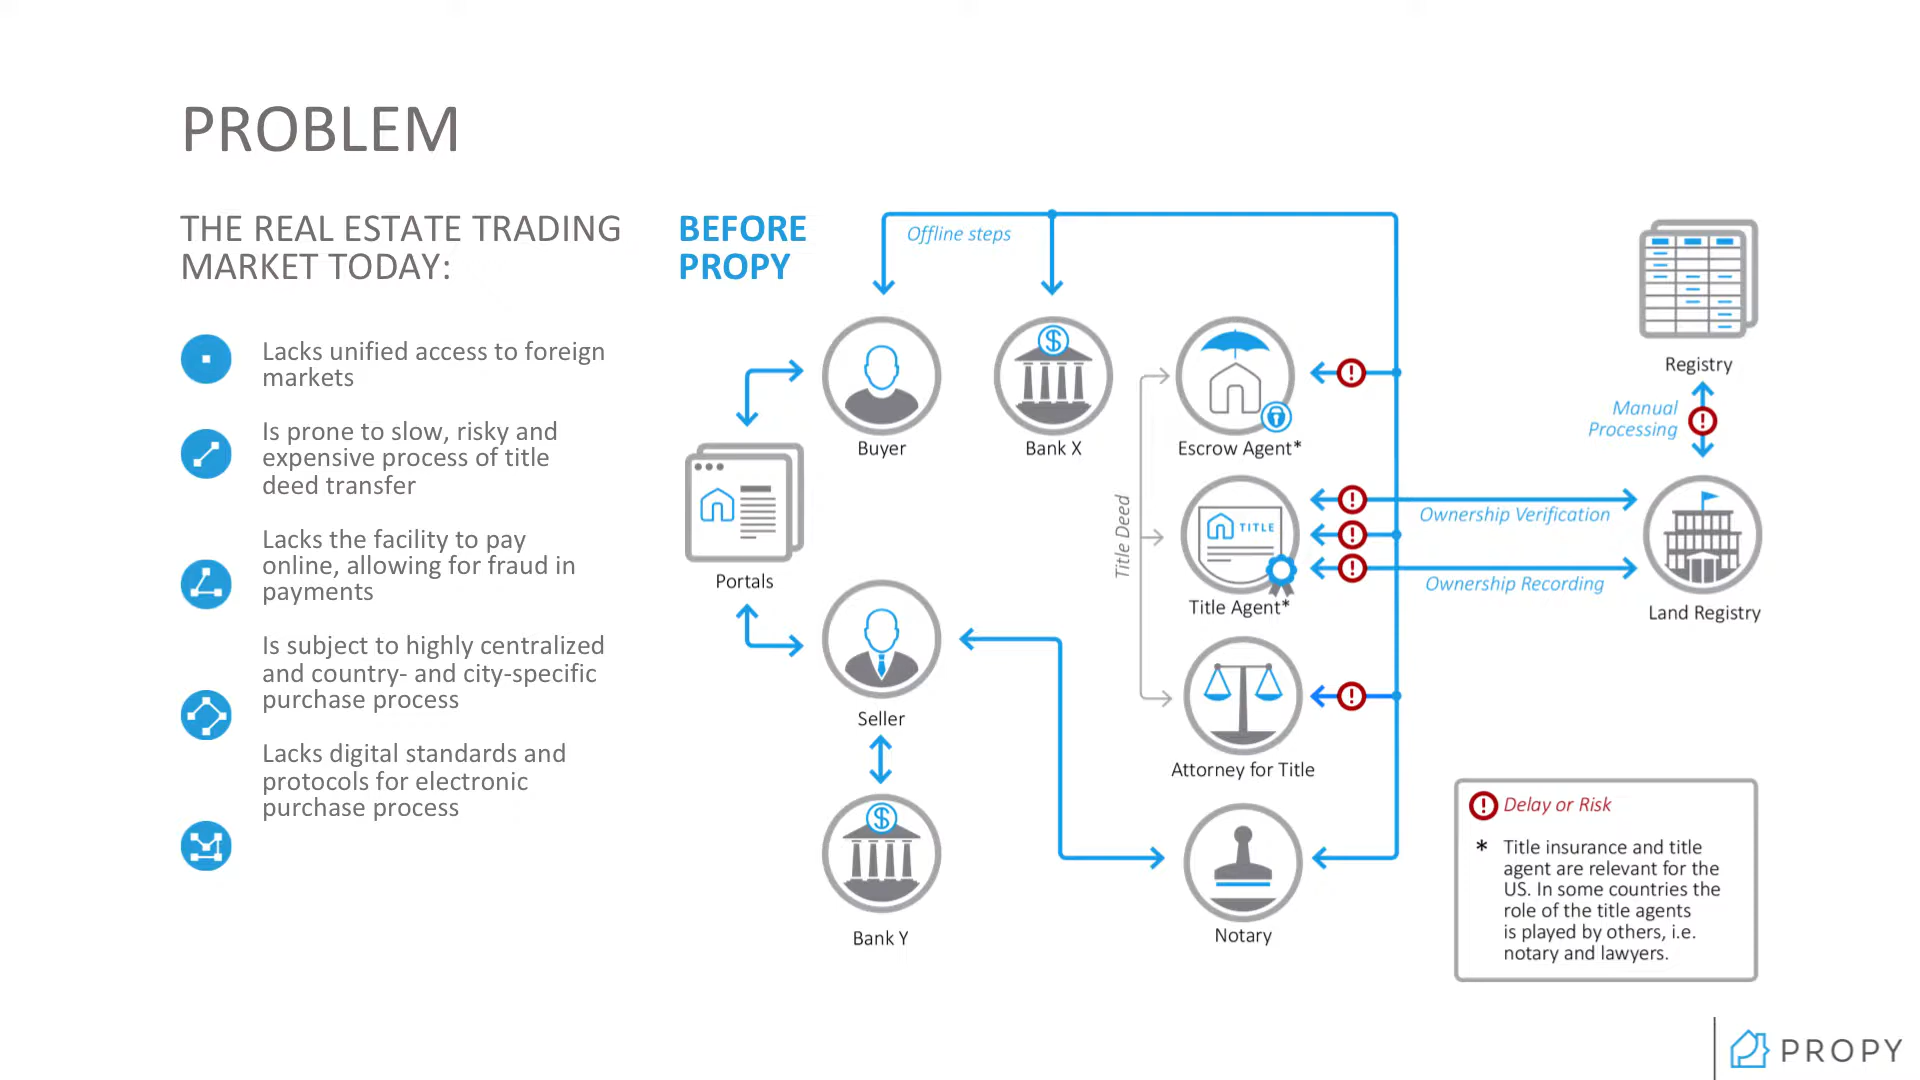 PROBLEM
THE REAL ESTATE TRADING
MARKET TODAY:
Lacks unified access to foreign
markets
Is prone to slow, risky and
expensive process of title
deed transfer
Lacks the facility to pay
online, allowing for fraud in
payments
Is subject to highly centralized
and country- and city-specific
purchase process
Lacks digital standards and
protocols for electronic
purchase process
BEFORE
PROPY
Offline steps
Buyer
$
Bank X
Escrow Agent*
Registry
Manual
Processing
Portals
Title Deed
TITLE
Title Agent*
Ownership Verification
Ownership Recording
Land Registry
Seller
Attorney for Title
$
Bank Y
Notary
! Delay or Risk
* Title insurance and title
agent are relevant for the
US. In some countries the
role of the title agents
is played by others, i.e.
notary and lawyers.
PROPY